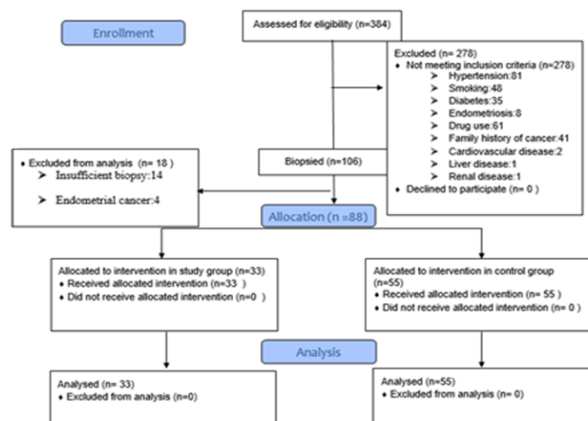 Enrollment
Assessed for eligibility (n=384)
Excluded (n= 278)
♦ Not meeting inclusion criteria (n=278)
➢ Hypertension:81
➢ Smoking:48
➢ Diabetes:35
➢ Endometriosis:8
➢ Drug use:61
➢ Family history of cancer:41
➢ Cardiovascular disease:2
➢ Liver disease:1
➢ Renal disease:1
♦ Declined to participate (n= 0 )
Biopsied (n=106)
♦ Excluded from analysis (n= 18 )
➢ Insufficient biopsy:14
➢ Endometrial cancer:4
Allocation (n =88)
Allocated to intervention in study group (n=33)
♦ Received allocated intervention (n=33 )
♦ Did not receive allocated intervention (n=0 )
Allocated to intervention in control group
(n=55)
♦ Received allocated intervention (n= 55 )
♦ Did not receive allocated intervention (n= 0 )
Analysis
Analysed (n= 33)
♦ Excluded from analysis (n=0)
Analysed (n=55)
♦ Excluded from analysis (n= 0)